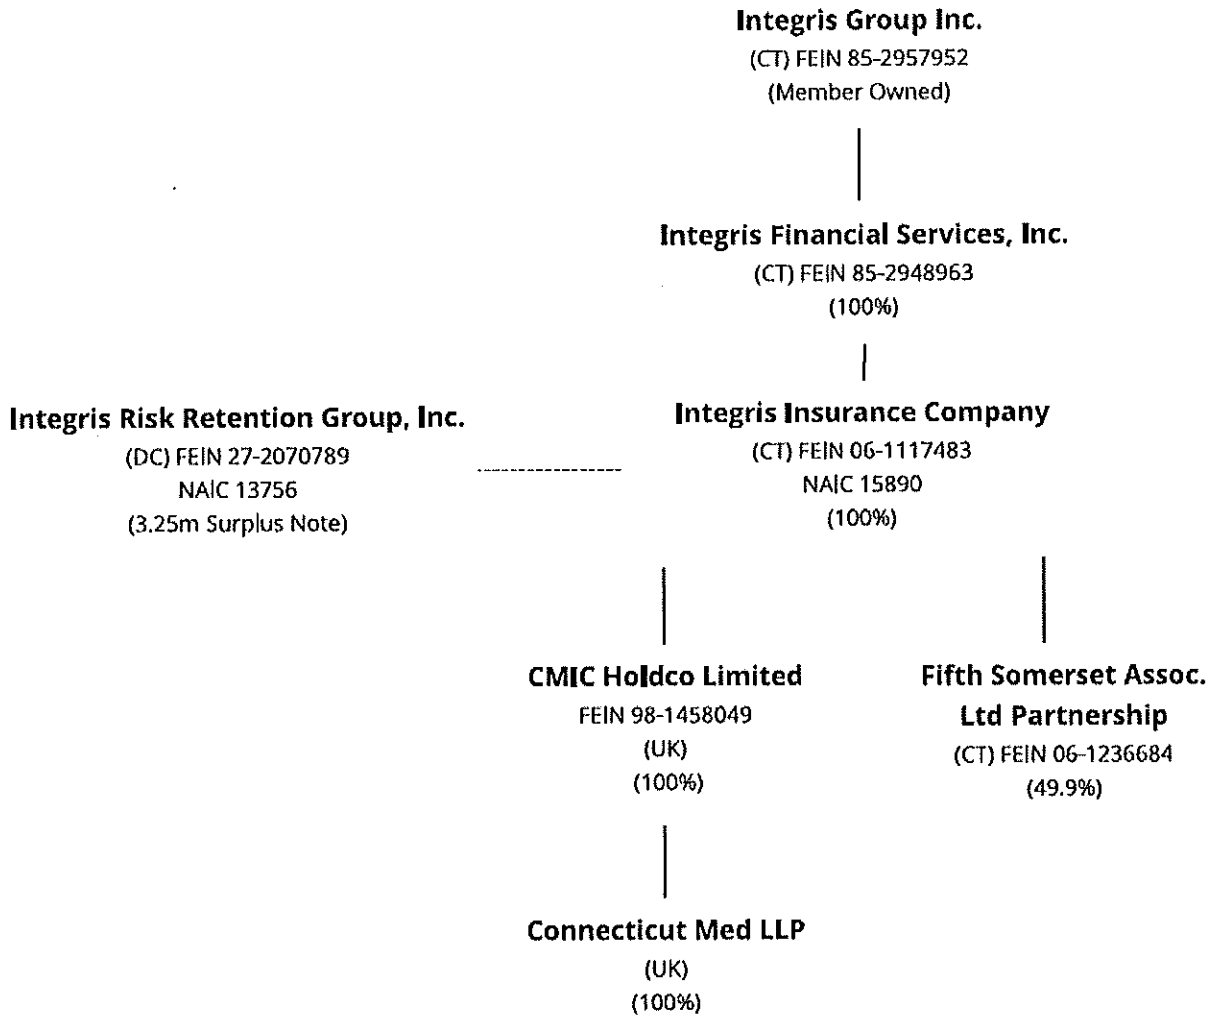 Integris Group Inc.
(CT) FEIN 85-2957952
(Member Owned)
Integris Financial Services, Inc.
(CT) FEIN 85-2948963
(100%)
Integris Risk Retention Group, Inc.
(DC) FEIN 27-2070789
NAIC 13756
(3.25m Surplus Note)
Integris Insurance Company
(CT) FEIN 06-1117483
NAIC 15890
(100%)
CMIC Holdco Limited
FEIN 98-1458049
(UK)
(100%)
Fifth Somerset Assoc.
Ltd Partnership
(CT) FEIN 06-1236684
(49.9%)
Connecticut Med LLP
(UK)
(100%)